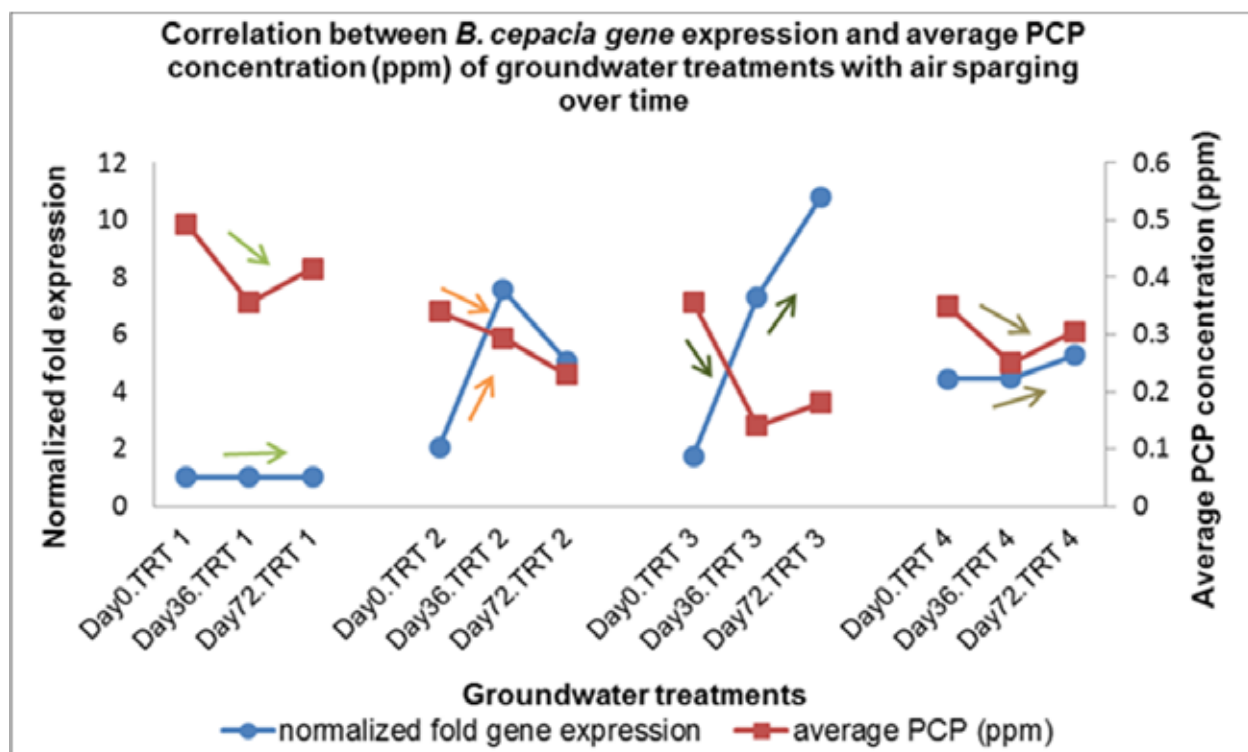 Correlation between B. cepacia gene expression and average PCP
concentration (ppm) of groundwater treatments with air sparging
over time
Normalized fold expression
12
10
8
6
4
2
0
0.6
0.5
0.4
0.3
0.2
0.1
0
Average PCP concentration (ppm)
Day0.TRT 1
Day36.TRT 1
Day72.TRT 1
Day0.TRT 2
Day36.TRT 2
Day72.TRT 2
Day0.TRT 3
Day36.TRT 3
Day72.TRT 3
Day0.TRT 4
Day36.TRT 4
Day72.TRT 4
Groundwater treatments
normalized fold gene expression
average PCP (ppm)